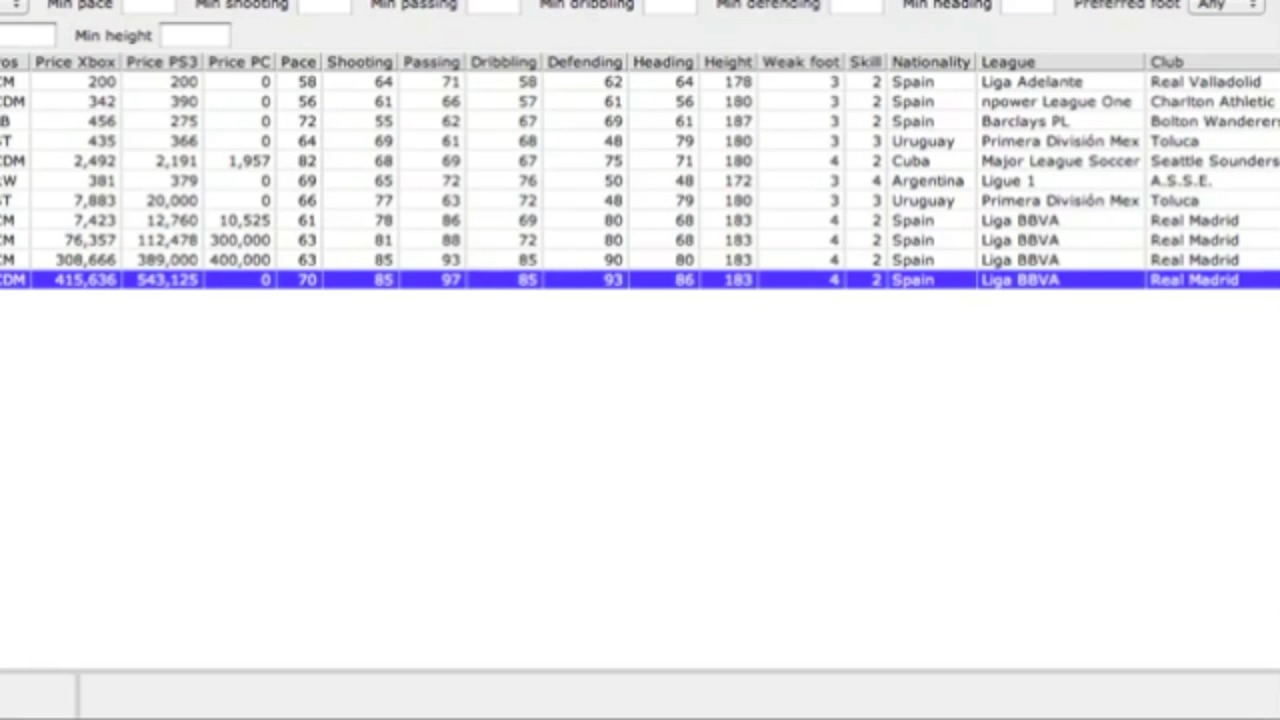 Min pace Min shooting Min passing Min dribbling Min defending Min heading Preferred foot Any
Min height
os Price Xbox Price PS3 Price PC Pace Shooting Passing Dribbling Defending Heading Height Weak foot Skill Nationality League Club
CM 200 200 0 58 64 71 58 62 64 178 3 2 Spain Liga Adelante Real Valladolid
CDM 342 390 0 56 61 66 57 61 56 180 3 2 Spain npower League One Charlton Athletic
B 456 275 0 72 55 62 67 69 61 187 3 2 Spain Barclays PL Bolton Wanderers
ST 435 366 0 64 69 61 68 48 79 180 3 3 Uruguay Primera División Mex Toluca
CDM 2,492 2,191 1,957 82 68 69 67 75 71 180 4 2 Cuba Major League Soccer Seattle Sounders
W 381 379 0 69 65 72 76 50 48 172 3 4 Argentina Ligue 1 A.S.S.E.
ST 7,883 20,000 0 66 77 63 72 48 79 180 3 3 Uruguay Primera División Mex Toluca
CM 7,423 12,760 10,525 61 78 86 69 80 68 183 4 2 Spain Liga BBVA Real Madrid
CM 76,357 112,478 300,000 63 81 88 72 80 68 183 4 2 Spain Liga BBVA Real Madrid
CM 308,666 389,000 400,000 63 85 93 85 90 80 183 4 2 Spain Liga BBVA Real Madrid
CDM 415,636 543,125 0 70 85 97 85 93 86 183 4 2 Spain Liga BBVA Real Madrid